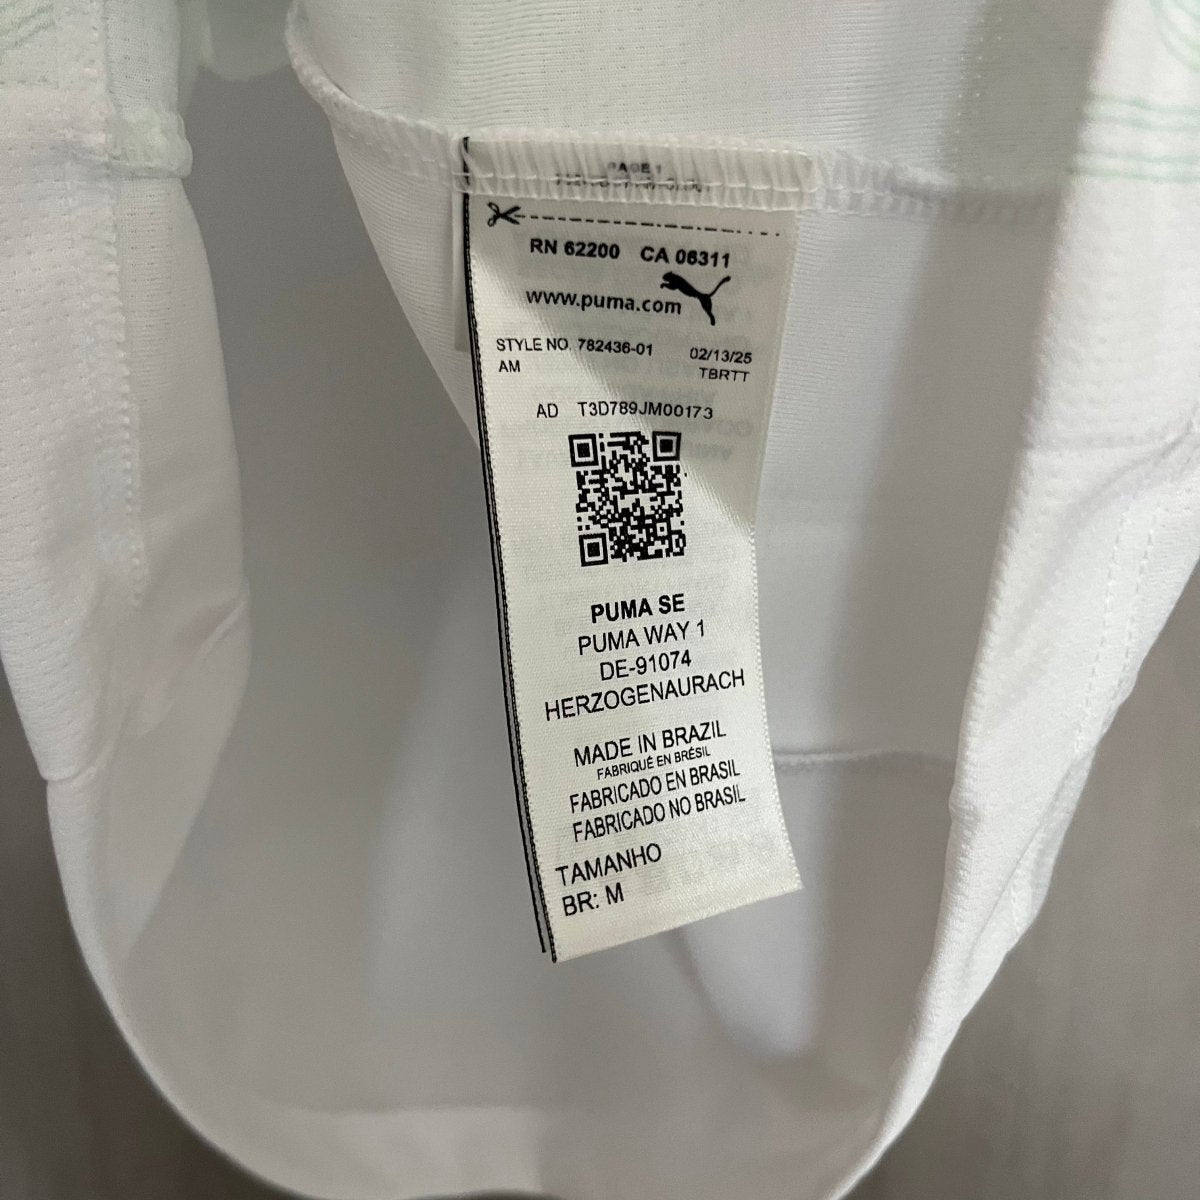 PAGE 1
RN 62200 CA 06311
www.puma.com
STYLE NO. 782436-01 02/13/25
AM TBRTT
AD T3D789JM00173
PUMA SE
PUMA WAY 1
DE-91074
HERZOGENAURACH
MADE IN BRAZIL
FABRIQUÉ EN BRÉSIL
FABRICADO EN BRASIL
FABRICADO NO BRASIL
TAMANHO
BR: M